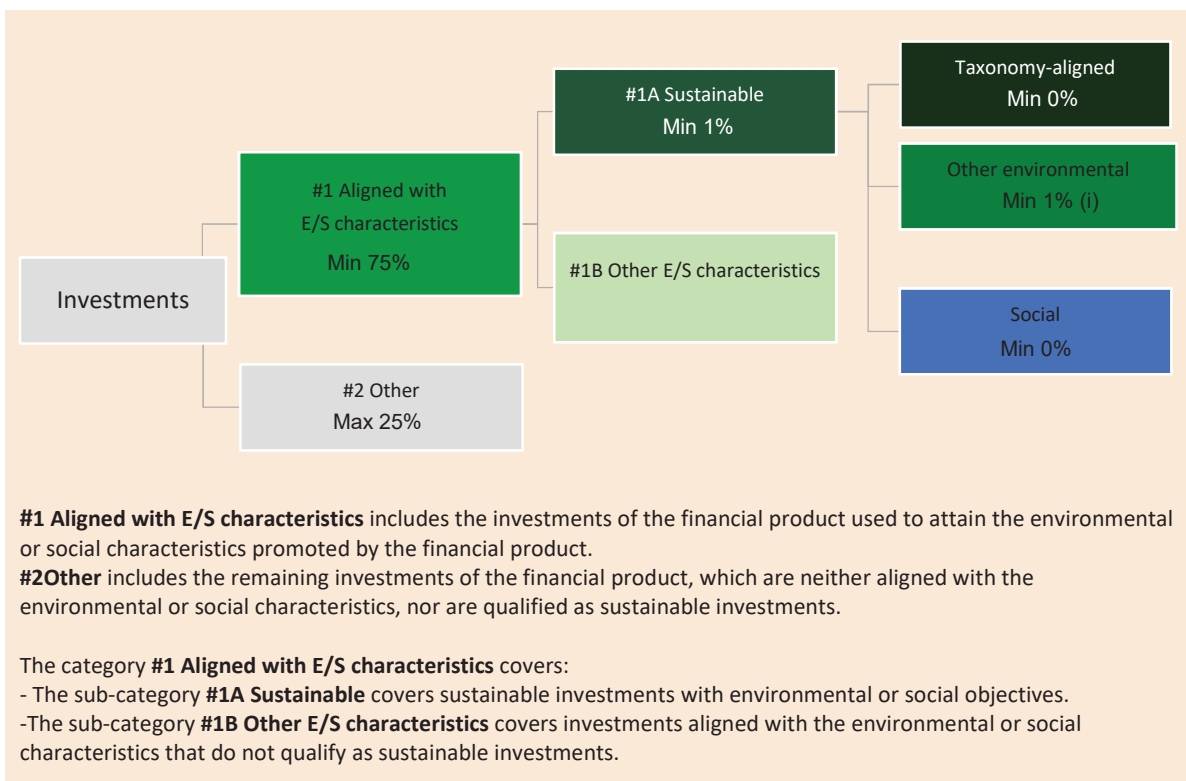 Investments
#1 Aligned with
E/S characteristics
Min 75%
#2 Other
Max 25%
#1A Sustainable
Min 1%
#1B Other E/S characteristics
Taxonomy-aligned
Min 0%
Other environmental
Min 1% (i)
Social
Min 0%
#1 Aligned with E/S characteristics includes the investments of the financial product used to attain the environmental
or social characteristics promoted by the financial product.
#2Other includes the remaining investments of the financial product, which are neither aligned with the
environmental or social characteristics, nor are qualified as sustainable investments.
The category #1 Aligned with E/S characteristics covers:
- The sub-category #1A Sustainable covers sustainable investments with environmental or social objectives.
-The sub-category #1B Other E/S characteristics covers investments aligned with the environmental or social
characteristics that do not qualify as sustainable investments.